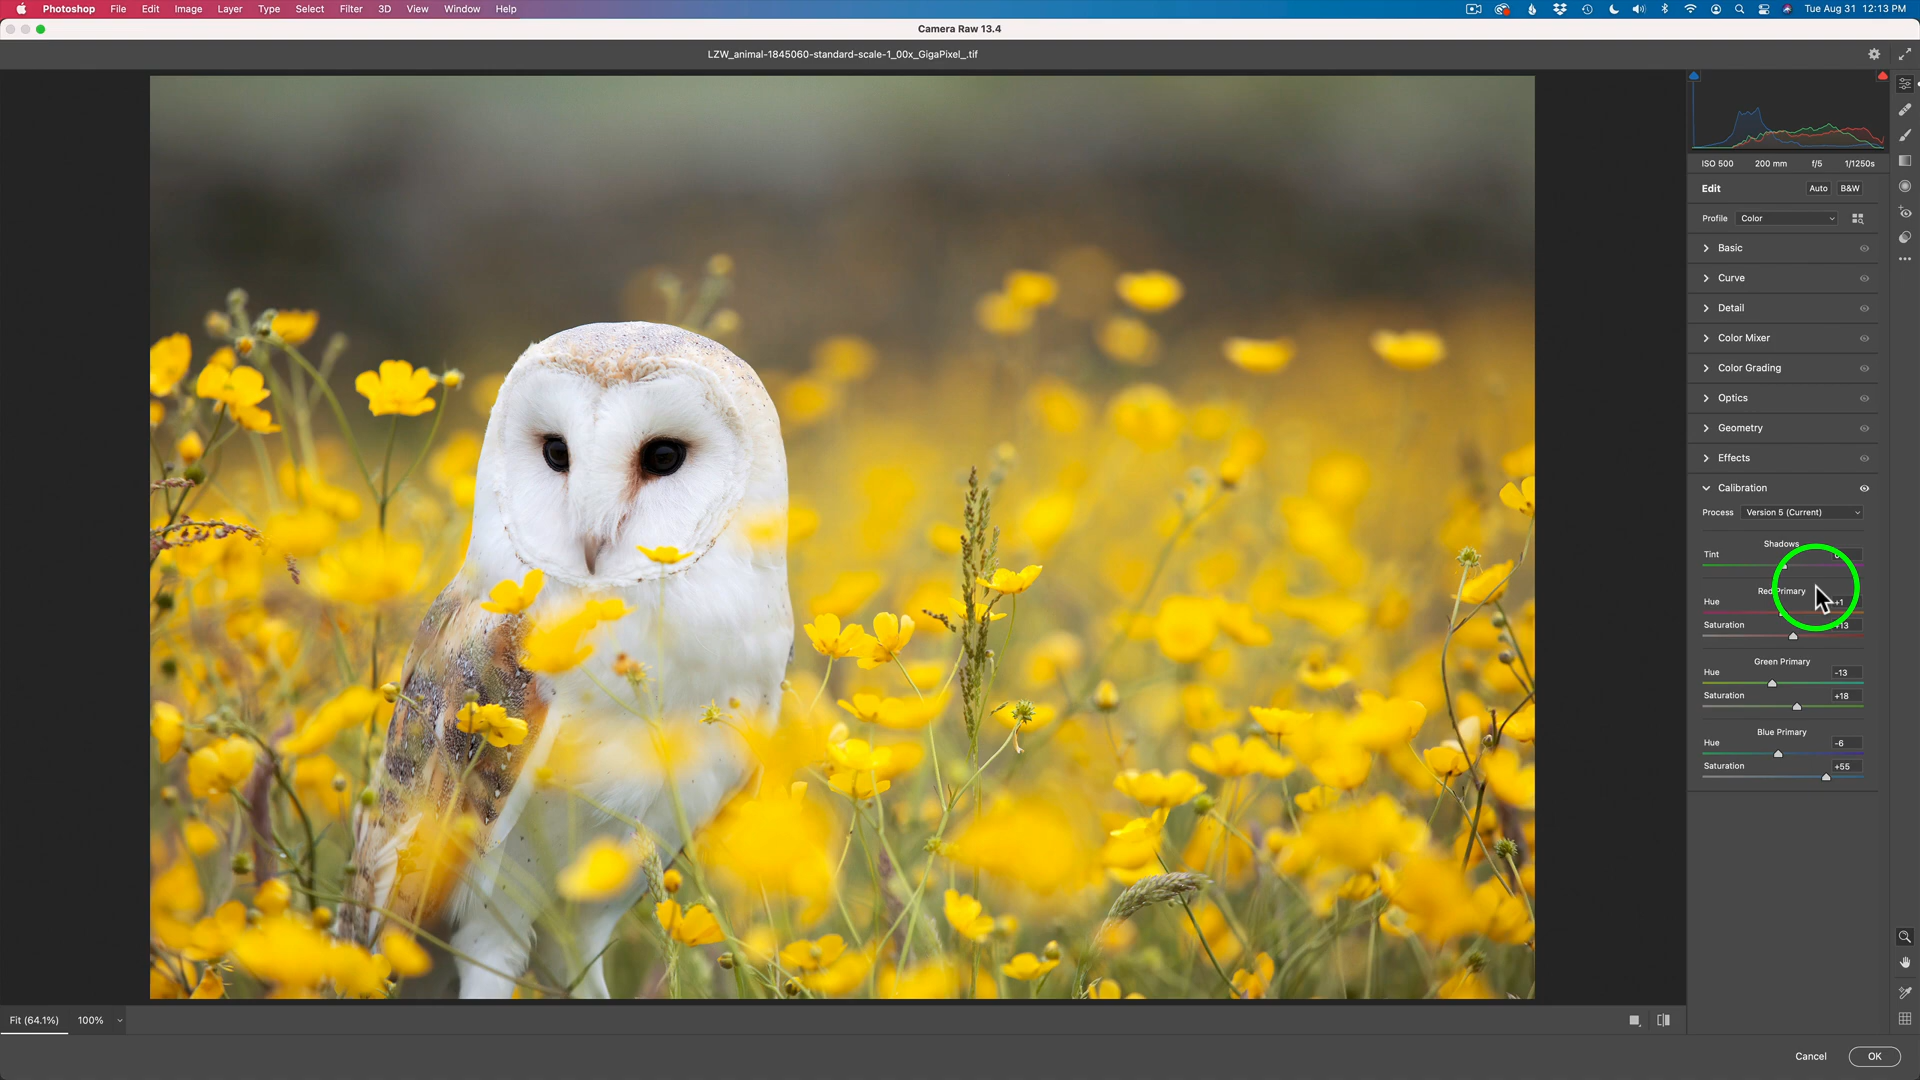 Photoshop File Edit Image Layer Type Select Filter 3D View Window Help Tue Aug 31 12:13 PM
Camera Raw 13.4
LZW_animal-1845060-standard-scale-1_00x_GigaPixel_.tif
ISO 500 200 mm f/5 1/1250s
Edit Auto B&W
Profile Color
Basic
Curve
Detail
Color Mixer
Color Grading
Optics
Geometry
Effects
Calibration
Process Version 5 (Current)
Shadows
Tint
Red Primary
Hue +1
Saturation +13
Green Primary
Hue -13
Saturation +18
Blue Primary
Hue -6
Saturation +55
Fit (64.1%) 100%
Cancel OK